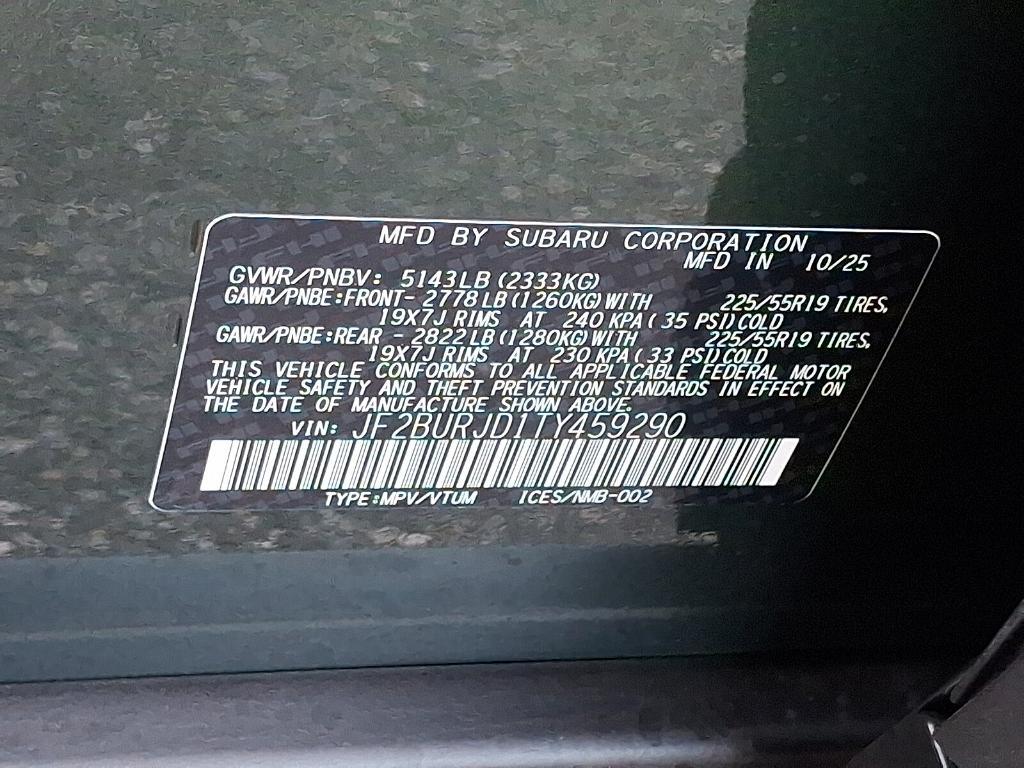 MFD BY SUBARU CORPORATION
MFD IN 10/25
GVWR/PNBV: 5143LB (2333KG)
GAWR/PNBE:FRONT- 2778 LB (1260KG) WITH 225/55R19 TIRES,
19X7J RIMS AT 240 KPA ( 35 PSI) COLD
GAWR/PNBE:REAR - 2822 LB (1280KG) WITH 225/55R19 TIRES,
19X7J RIMS AT 230 KPA ( 33 PSI) COLD
THIS VEHICLE CONFORMS TO ALL APPLICABLE FEDERAL MOTOR
VEHICLE SAFETY AND THEFT PREVENTION STANDARDS IN EFFECT ON
THE DATE OF MANUFACTURE SHOWN ABOVE.
VIN: JF2BURJD1TY459290
TYPE:MPV/VTUM ICES/NMB-002